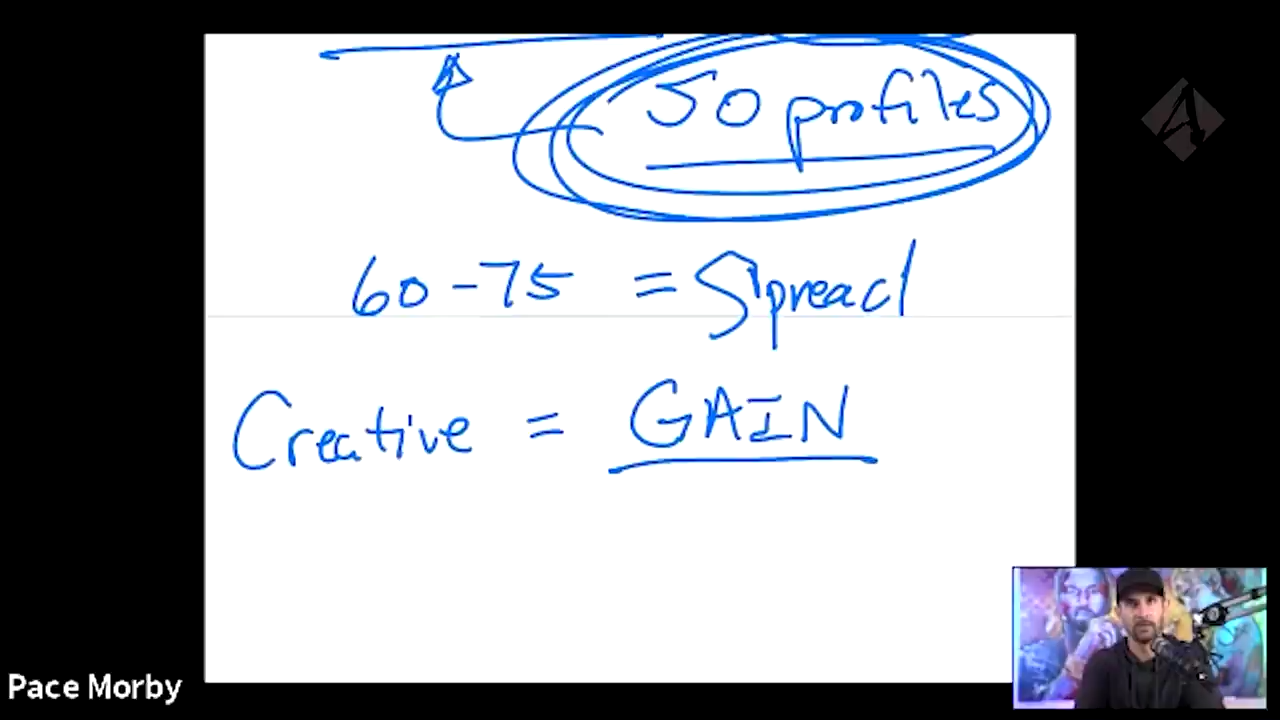 50 profiles
60-75 = Spread
Creative = GAIN
Pace Morby